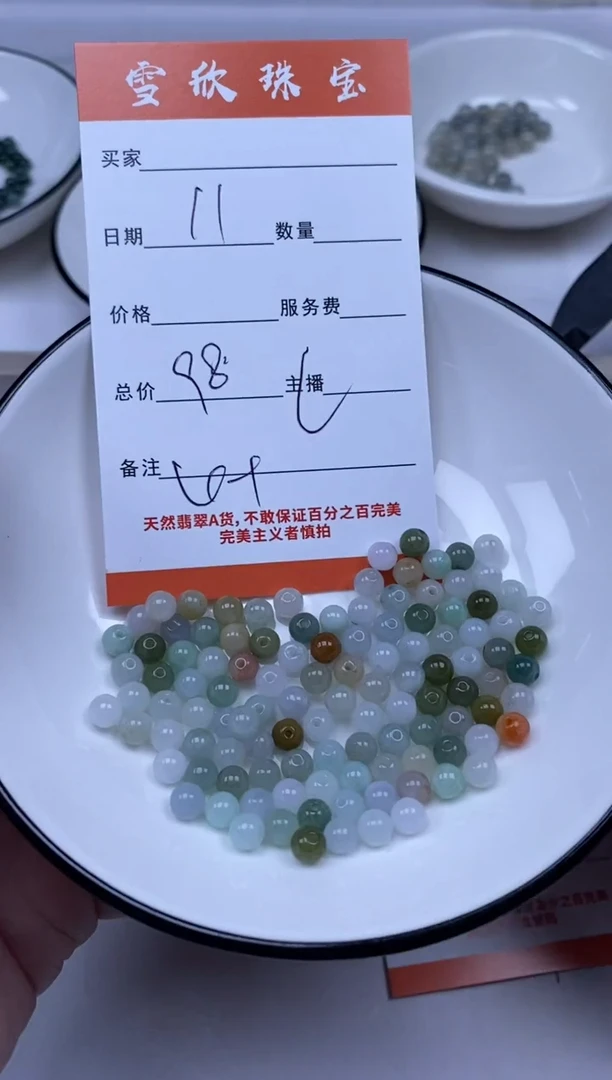 雪欣珠宝
买家
日期 11 数量
价格 服务费
总价 98 主播
备注
天然翡翠A货,不敢保证百分之百完美
完美主义者慎拍